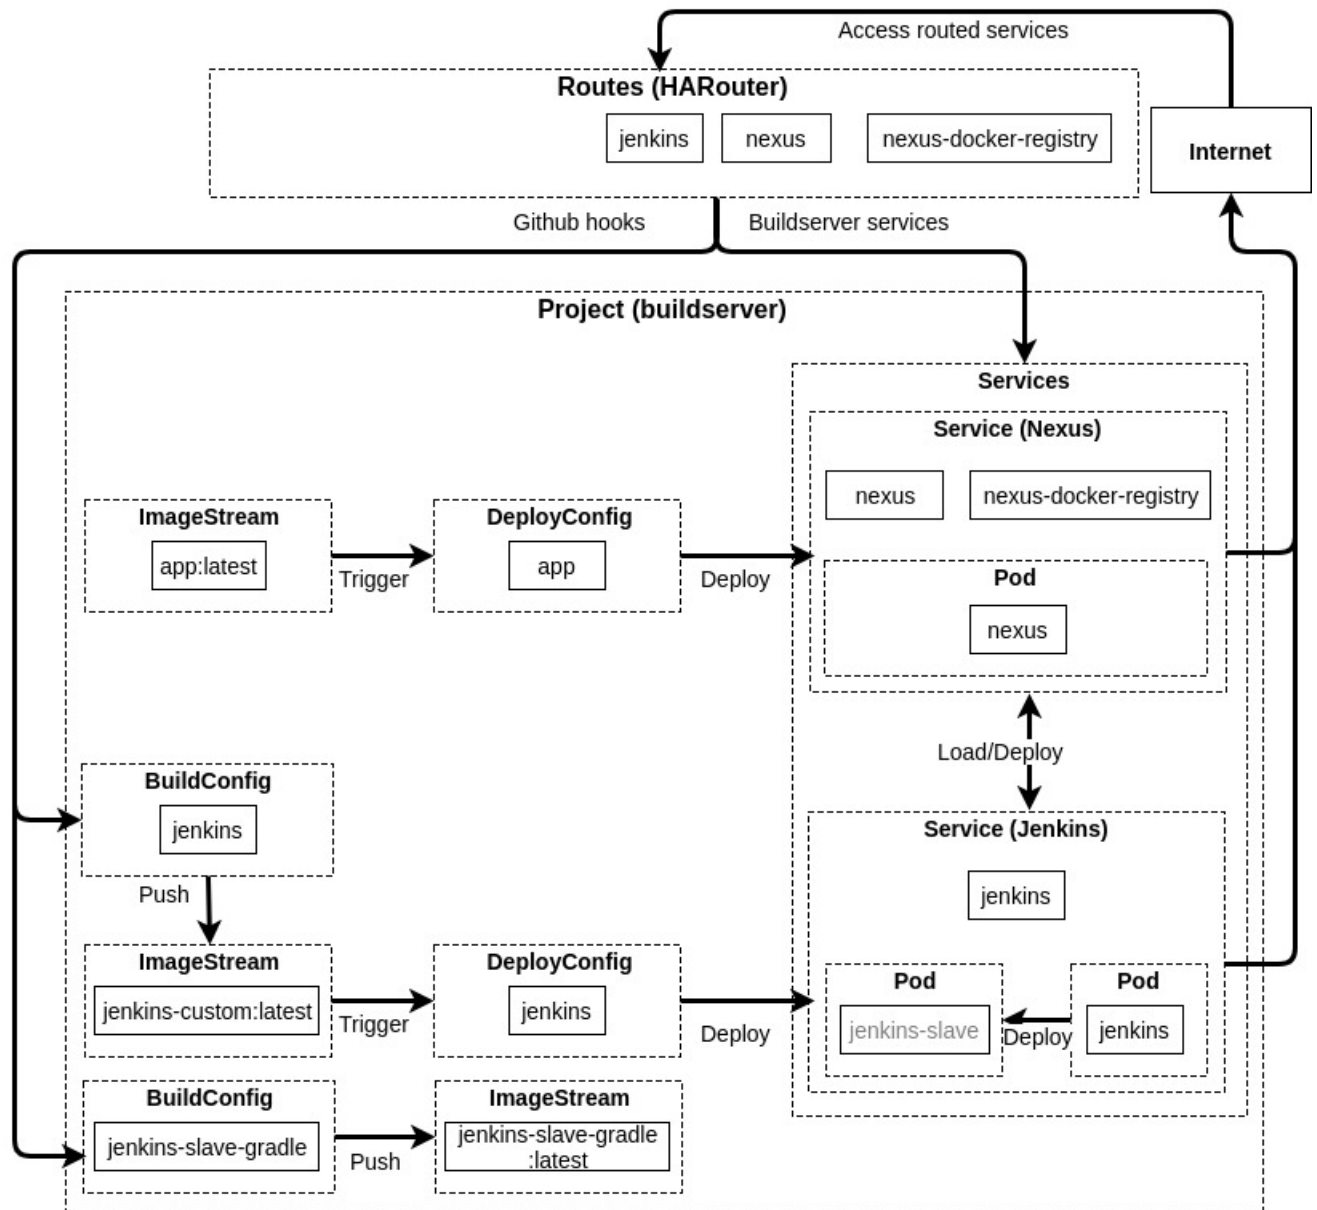 Access routed services
Routes (HARouter)
jenkins
nexus
nexus-docker-registry
Internet
Github hooks
Buildserver services
Project (buildserver)
Services
Service (Nexus)
nexus
nexus-docker-registry
ImageStream
app:latest
Trigger
DeployConfig
app
Deploy
Pod
nexus
Load/Deploy
BuildConfig
jenkins
Push
Service (Jenkins)
jenkins
ImageStream
jenkins-custom:latest
Trigger
DeployConfig
jenkins
Deploy
Pod
jenkins-slave
Deploy
Pod
jenkins
BuildConfig
jenkins-slave-gradle
Push
ImageStream
jenkins-slave-gradle
:latest